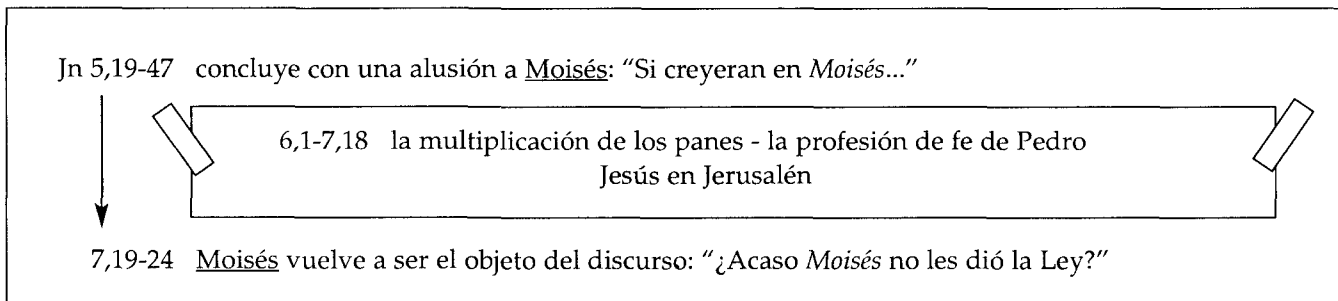 Jn 5,19-47 concluye con una alusión a Moisés: “Si creyeran en Moisés...”
6,1-7,18 la multiplicación de los panes - la profesión de fe de Pedro
Jesús en Jerusalén
7,19-24 Moisés vuelve a ser el objeto del discurso: “¿Acaso Moisés no les dió la Ley?”